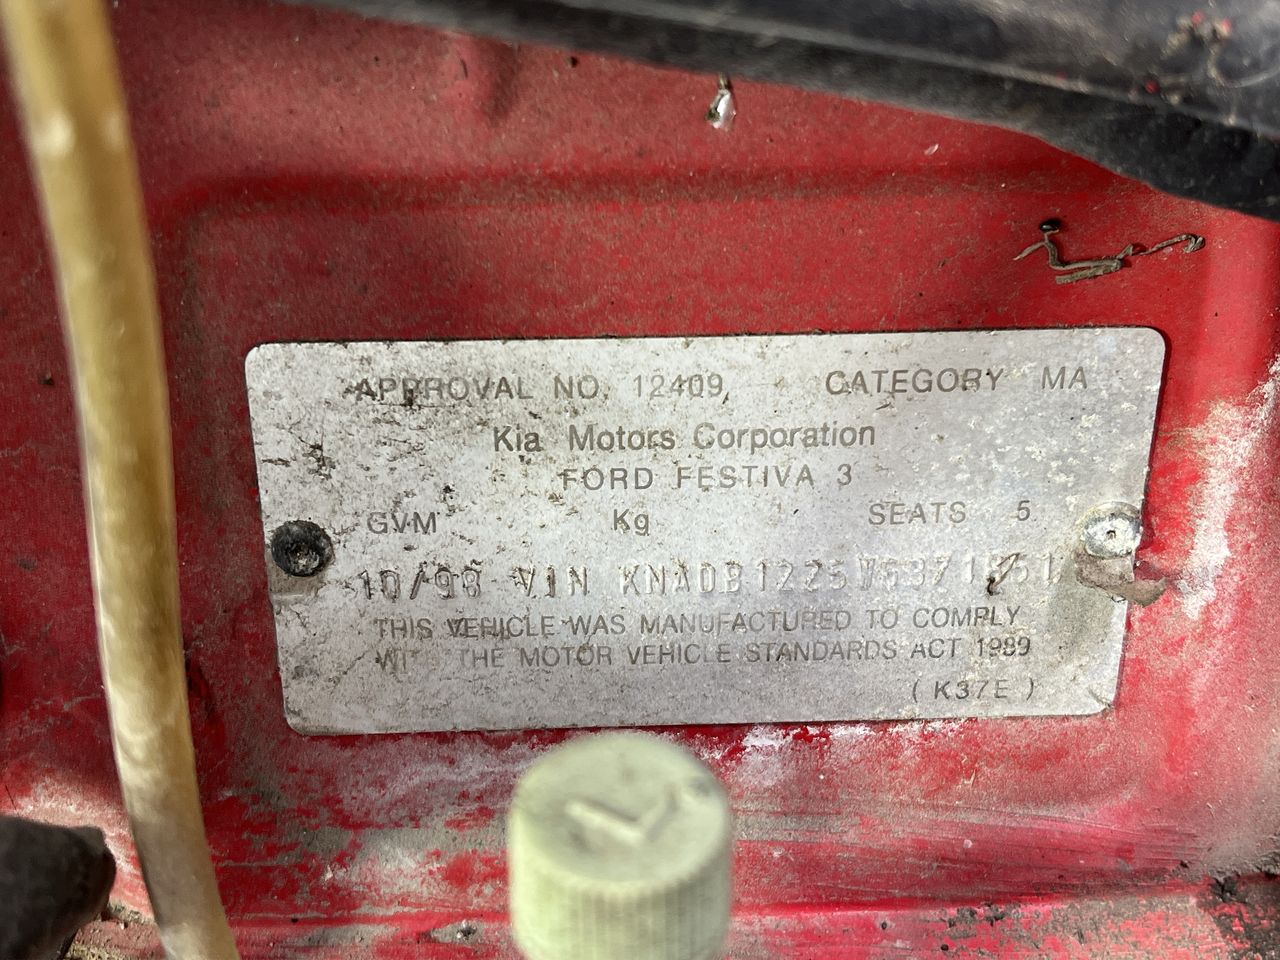 APPROVAL NO. 12409, CATEGORY MA
Kia Motors Corporation
FORD FESTIVA 3
GVM Kg SEATS 5
10/98 VIN
THIS VEHICLE WAS MANUFACTURED TO COMPLY
WITH THE MOTOR VEHICLE STANDARDS ACT 1989
( K37E )